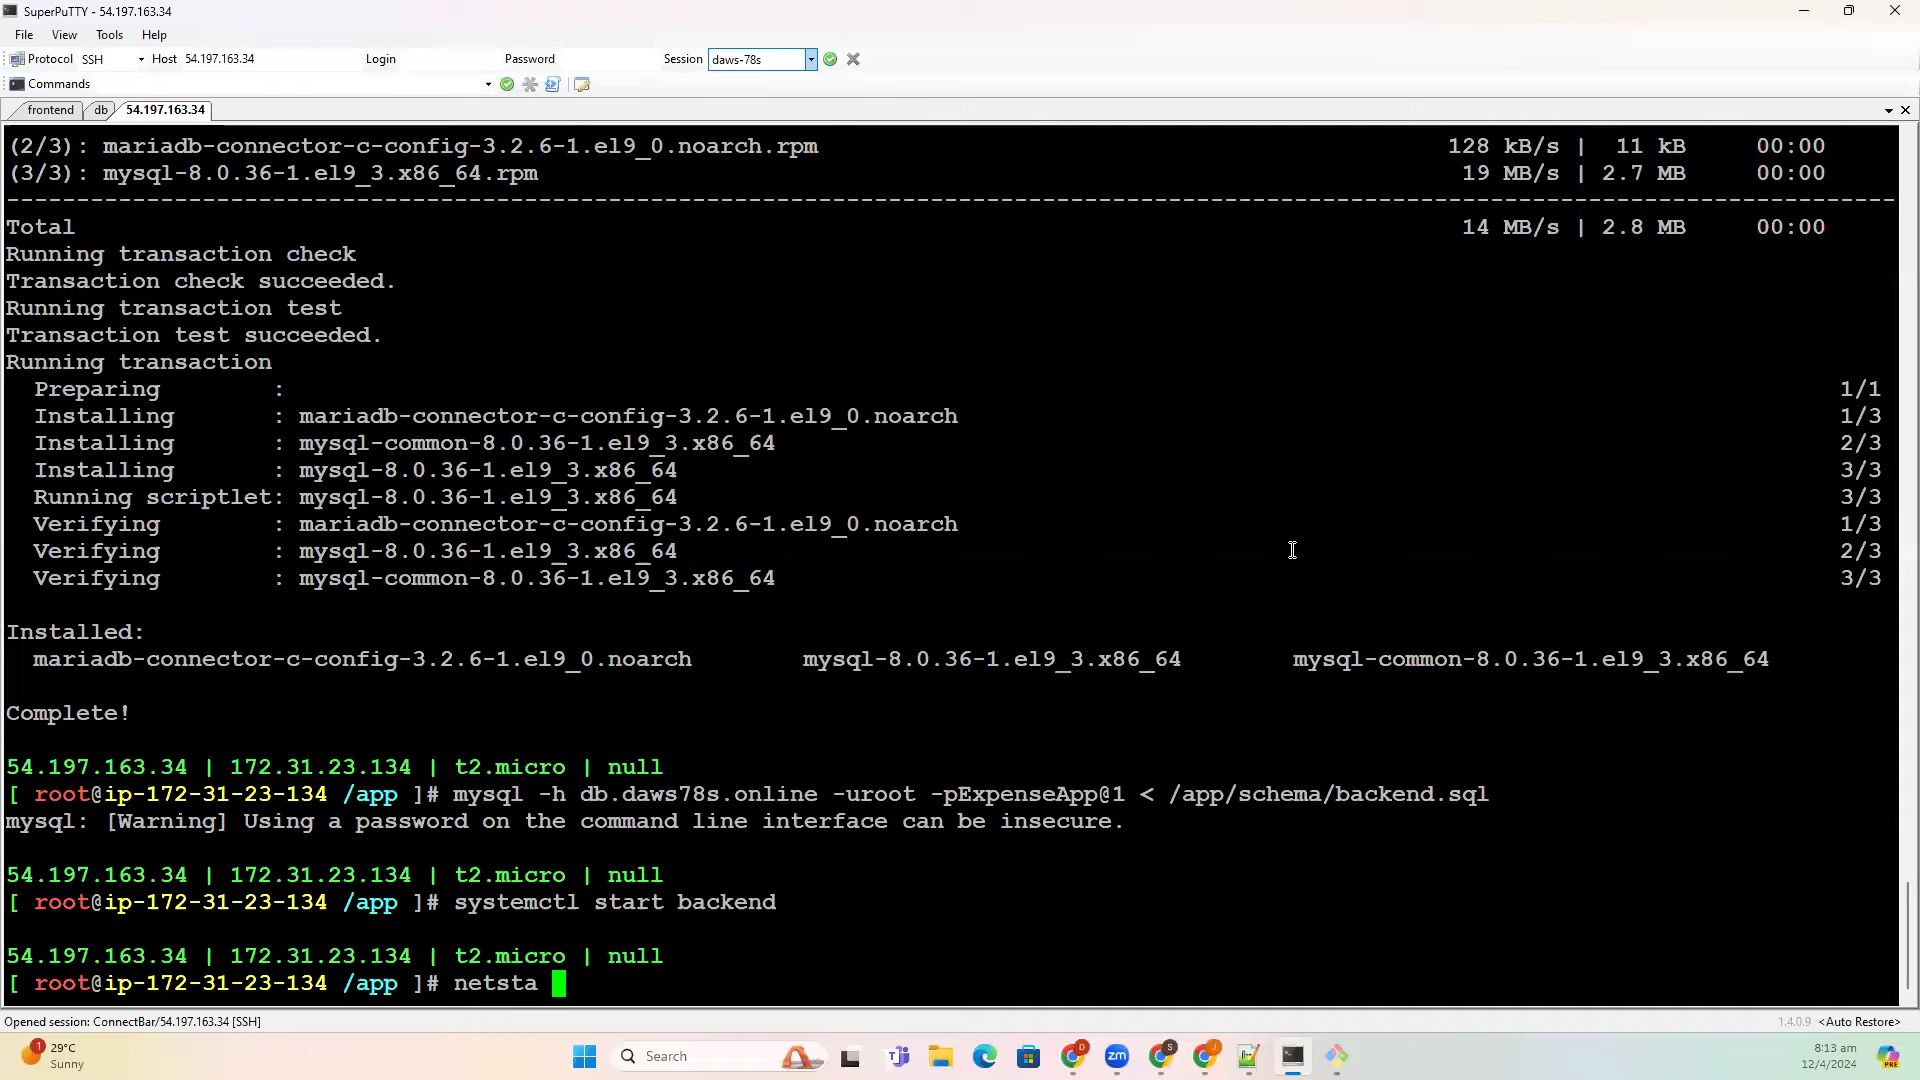 SuperPuTTY - 54.197.163.34
File View Tools Help
Protocol SSH Host 54.197.163.34 Login Password Session daws-78s
Commands
frontend db 54.197.163.34
(2/3): mariadb-connector-c-config-3.2.6-1.el9_0.noarch.rpm 128 kB/s | 11 kB 00:00
(3/3): mysql-8.0.36-1.el9_3.x86_64.rpm 19 MB/s | 2.7 MB 00:00
--------------------------------------------------------------------------------
Total 14 MB/s | 2.8 MB 00:00
Running transaction check
Transaction check succeeded.
Running transaction test
Transaction test succeeded.
Running transaction
Preparing : 1/1
Installing : mariadb-connector-c-config-3.2.6-1.el9_0.noarch 1/3
Installing : mysql-common-8.0.36-1.el9_3.x86_64 2/3
Installing : mysql-8.0.36-1.el9_3.x86_64 3/3
Running scriptlet: mysql-8.0.36-1.el9_3.x86_64 3/3
Verifying : mariadb-connector-c-config-3.2.6-1.el9_0.noarch 1/3
Verifying : mysql-8.0.36-1.el9_3.x86_64 2/3
Verifying : mysql-common-8.0.36-1.el9_3.x86_64 3/3
Installed:
mariadb-connector-c-config-3.2.6-1.el9_0.noarch mysql-8.0.36-1.el9_3.x86_64 mysql-common-8.0.36-1.el9_3.x86_64
Complete!
54.197.163.34 | 172.31.23.134 | t2.micro | null
[ root@ip-172-31-23-134 /app ]# mysql -h db.daws78s.online -uroot -pExpenseApp@1 < /app/schema/backend.sql
mysql: [Warning] Using a password on the command line interface can be insecure.
54.197.163.34 | 172.31.23.134 | t2.micro | null
[ root@ip-172-31-23-134 /app ]# systemctl start backend
54.197.163.34 | 172.31.23.134 | t2.micro | null
[ root@ip-172-31-23-134 /app ]# netsta
Opened session: ConnectBar/54.197.163.34 [SSH] 1.4.0.9 <Auto Restore>
1 29°C Search D zm S J 8:13 am
Sunny 12/4/2024 PRE